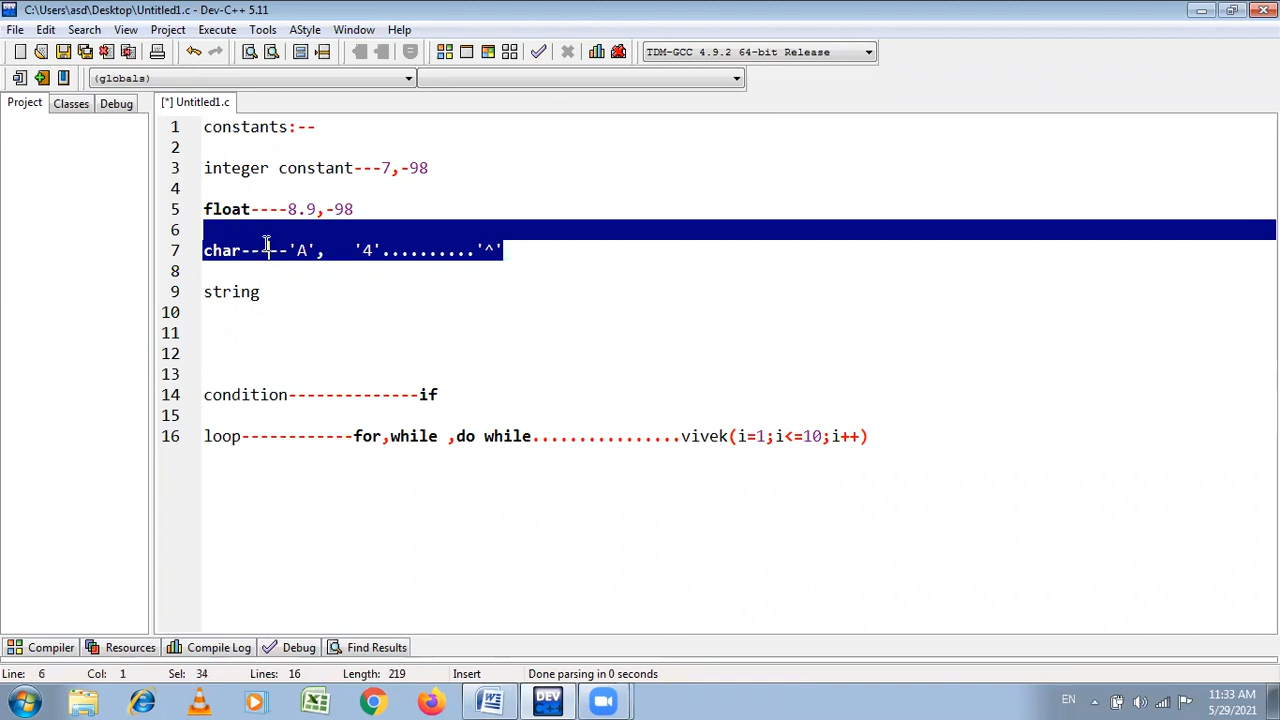 C:\Users\asd\Desktop\Untitled1.c - Dev-C++ 5.11
File Edit Search View Project Execute Tools AStyle Window Help
TDM-GCC 4.9.2 64-bit Release
(globals)
Project Classes Debug [*] Untitled1.c
1 constants:--
2
3 integer constant---7,-98
4
5 float----8.9,-98
6
7 char-----'A', '4'..........'^'
8
9 string
10
11
12
13
14 condition--------------if
15
16 loop------------for,while ,do while................vivek(i=1;i<=10;i++)
Compiler Resources Compile Log Debug Find Results
Line: 6 Col: 1 Sel: 34 Lines: 16 Length: 219 Insert Done parsing in 0 seconds
DEV C++ EN 11:33 AM
5/29/2021